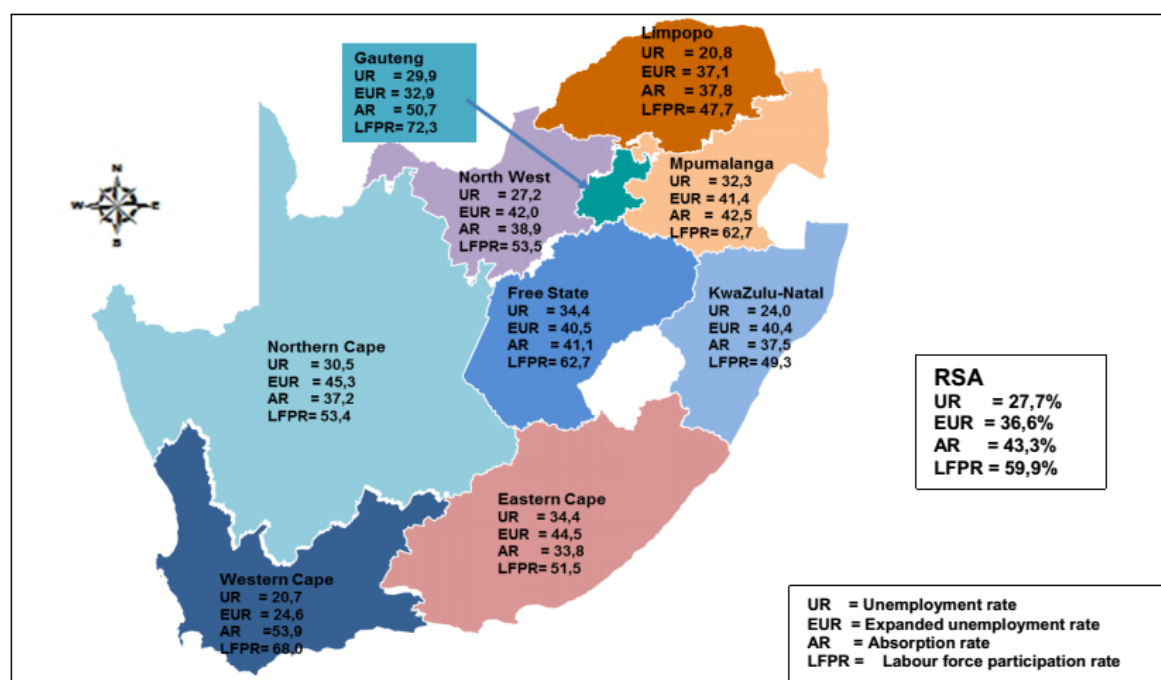 Limpopo
UR = 20,8
EUR = 37,1
AR = 37,8
LFPR= 47,7
Gauteng
UR = 29,9
EUR = 32,9
AR = 50,7
LFPR= 72,3
N
W
E
S
North West
UR = 27,2
EUR = 42,0
AR = 38,9
LFPR= 53,5
Mpumalanga
UR = 32,3
EUR = 41,4
AR = 42,5
LFPR= 62,7
Free State
UR = 34,4
EUR = 40,5
AR = 41,1
LFPR= 62,7
KwaZulu-Natal
UR = 24,0
EUR = 40,4
AR = 37,5
LFPR= 49,3
Northern Cape
UR = 30,5
EUR = 45,3
AR = 37,2
LFPR= 53,4
RSA
UR = 27,7%
EUR = 36,6%
AR = 43,3%
LFPR = 59,9%
Eastern Cape
UR = 34,4
EUR = 44,5
AR = 33,8
LFPR= 51,5
Western Cape
UR = 20,7
EUR = 24,6
AR =53,9
LFPR= 68,0
UR = Unemployment rate
EUR = Expanded unemployment rate
AR = Absorption rate
LFPR = Labour force participation rate